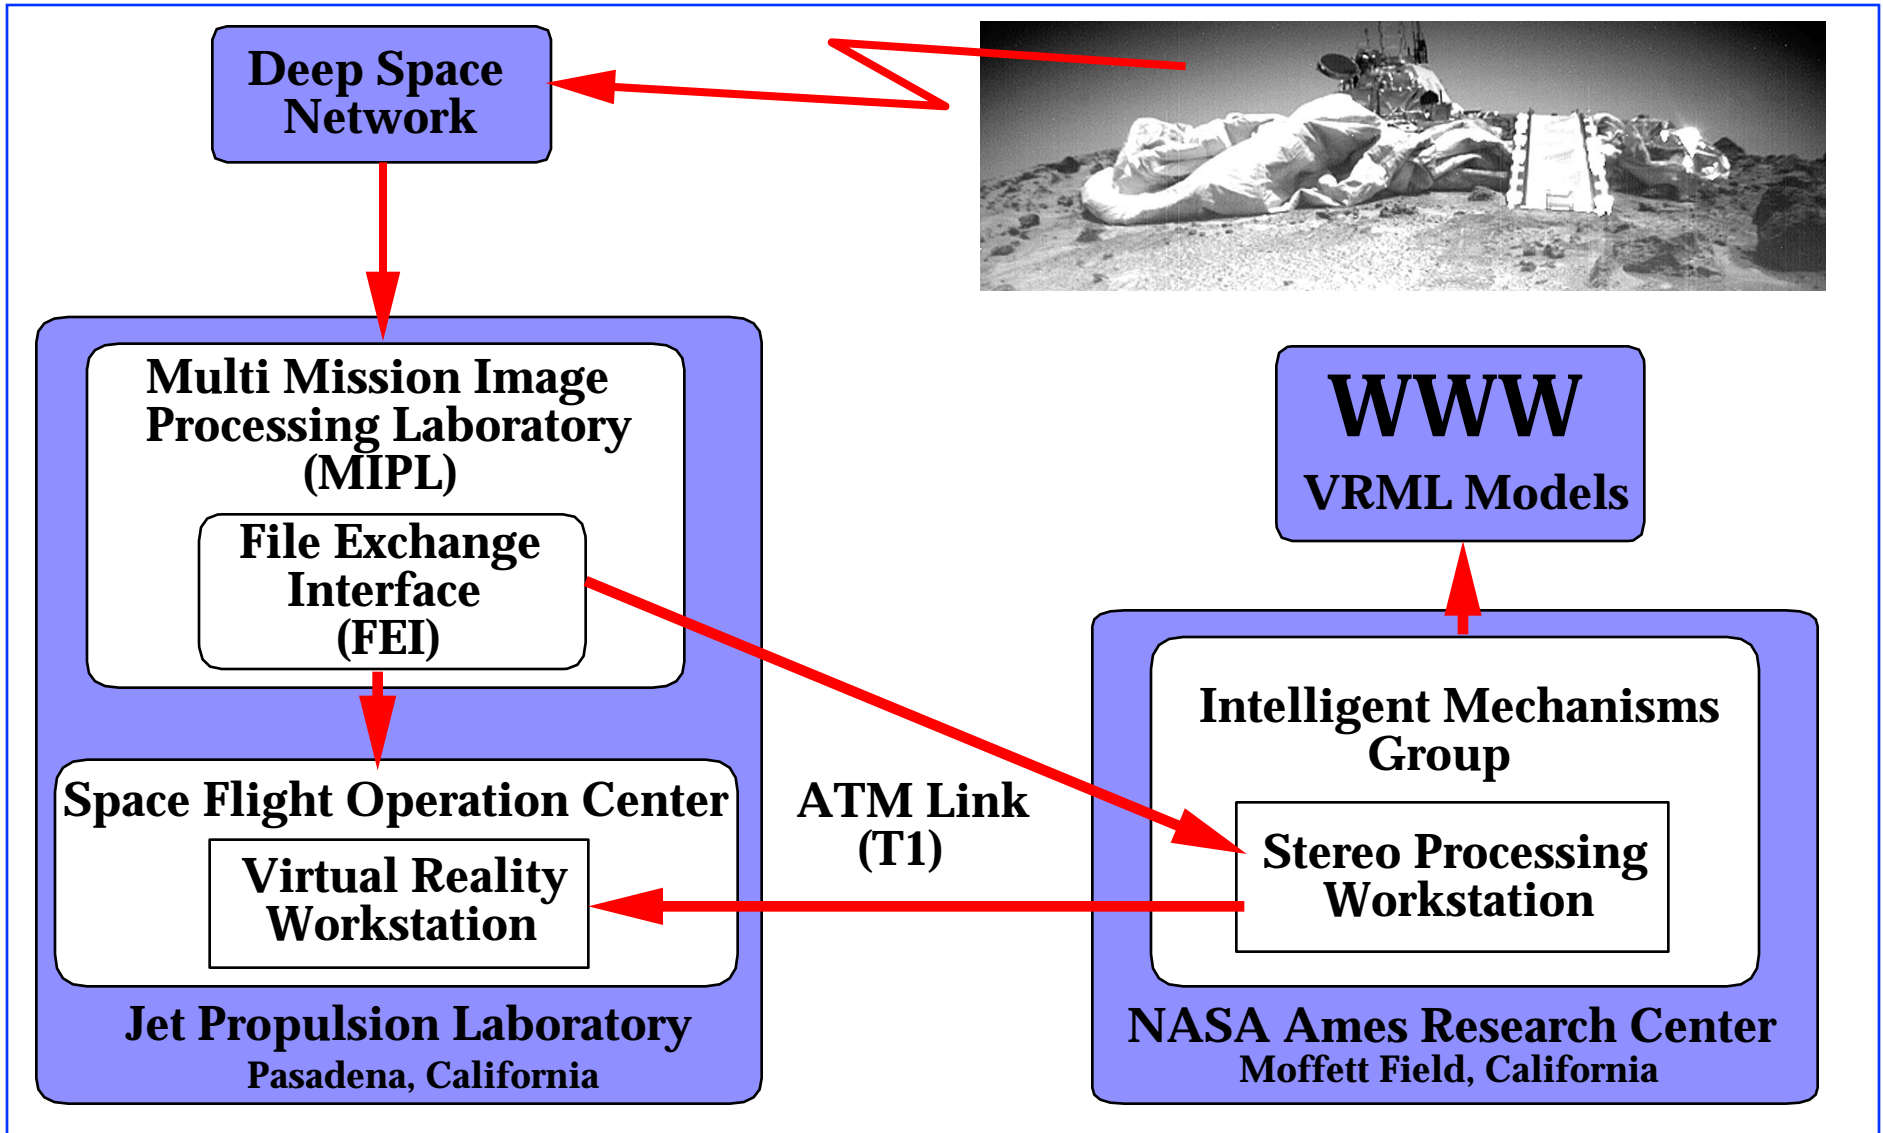 Deep Space
Network
Multi Mission Image
Processing Laboratory
(MIPL)
File Exchange
Interface
(FEI)
Space Flight Operation Center
Virtual Reality
Workstation
Jet Propulsion Laboratory
Pasadena, California
ATM Link
(T1)
WWW
VRML Models
Intelligent Mechanisms
Group
Stereo Processing
Workstation
NASA Ames Research Center
Moffett Field, California